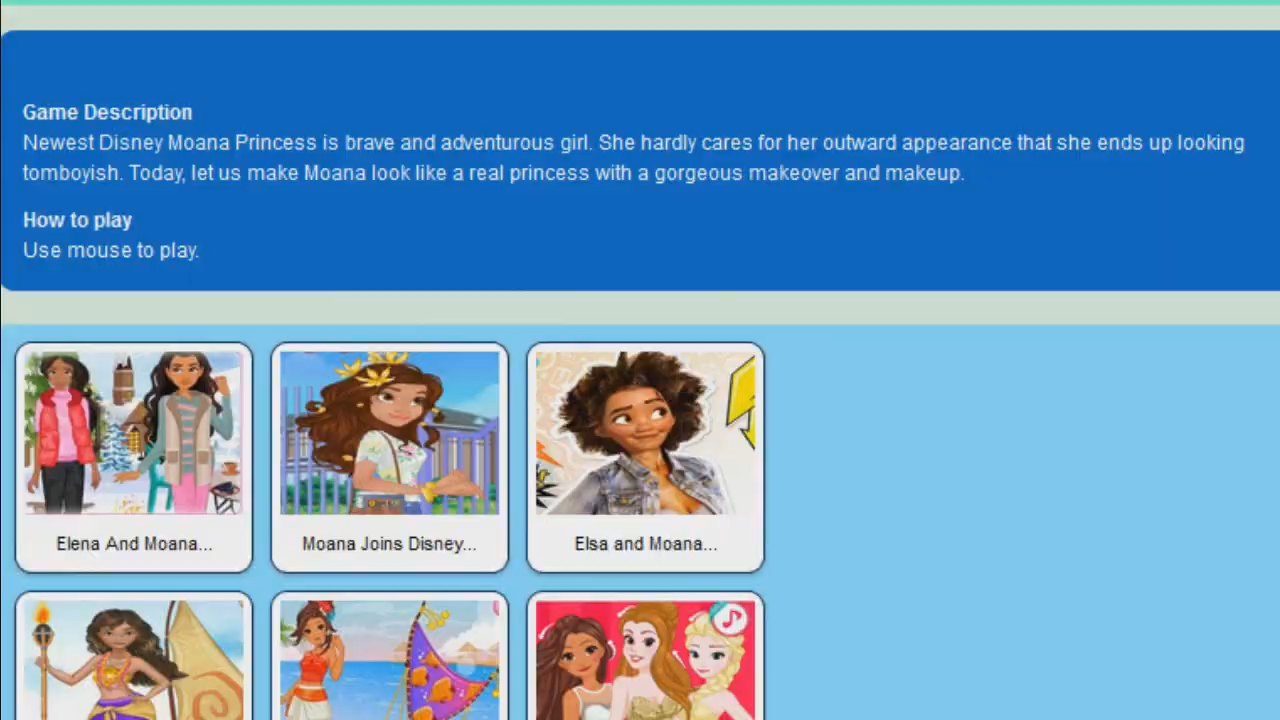 Game Description
Newest Disney Moana Princess is brave and adventurous girl. She hardly cares for her outward appearance that she ends up looking
tomboyish. Today, let us make Moana look like a real princess with a gorgeous makeover and makeup.
How to play
Use mouse to play.
Elena And Moana...
Moana Joins Disney...
Elsa and Moana...